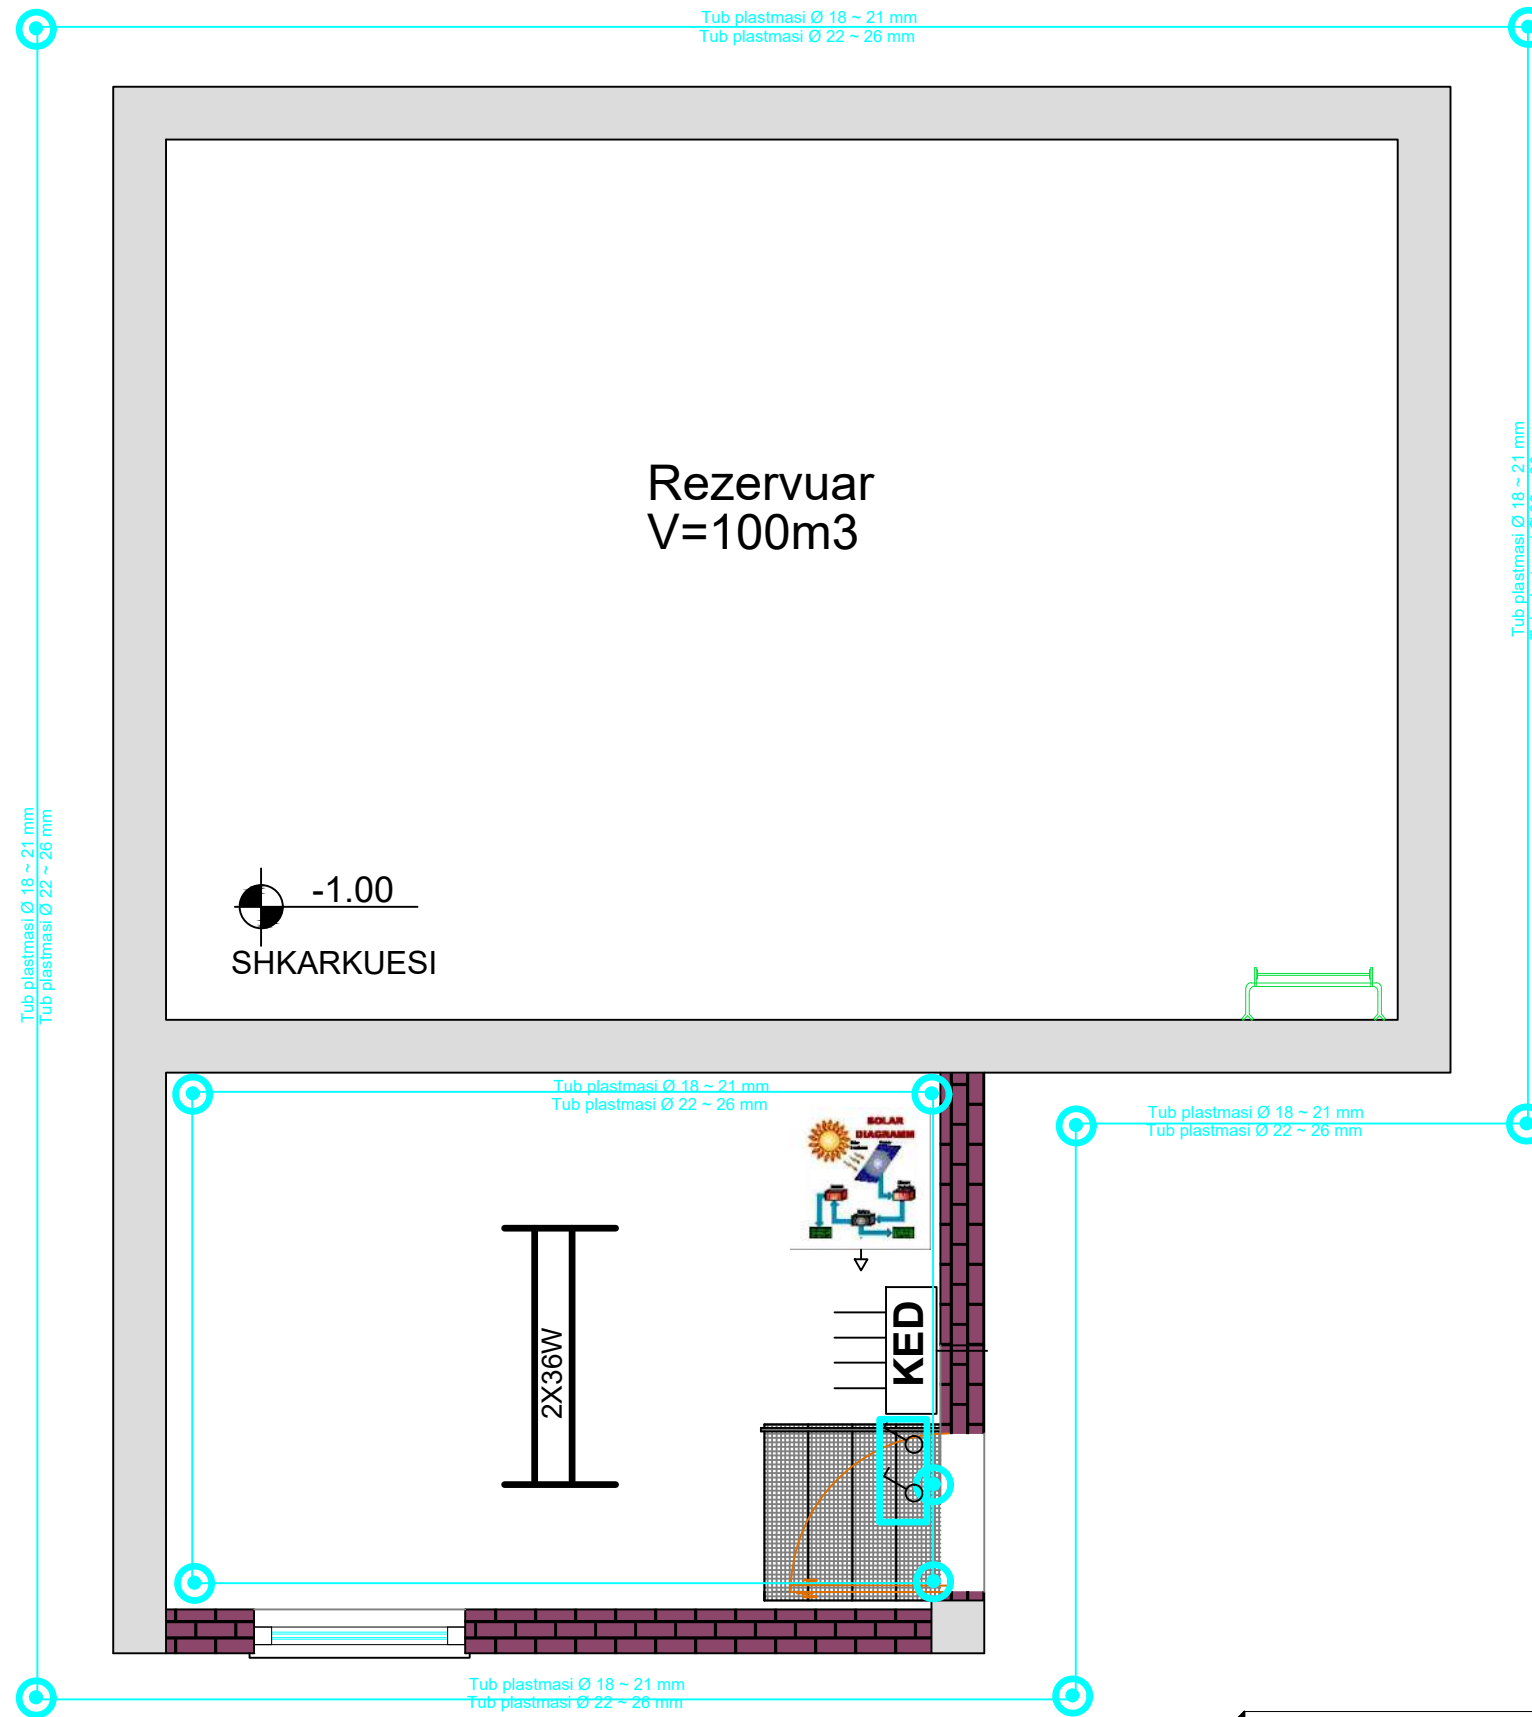 Tub plastmasi Ø 18 ~ 21 mm
Tub plastmasi Ø 22 ~ 26 mm
Rezervuar
V=100m3
Tub plastmasi Ø 18 ~ 21 mm
Tub plastmasi Ø 18 ~ 21 mm
Tub plastmasi Ø 22 ~ 26 mm
-1.00
SHKARKUESI
Tub plastmasi Ø 18 ~ 21 mm
Tub plastmasi Ø 22 ~ 26 mm
Tub plastmasi Ø 18 ~ 21 mm
Tub plastmasi Ø 22 ~ 26 mm
SOLAR
DIAGRAMM
KED
2X36W
Tub plastmasi Ø 18 ~ 21 mm
Tub plastmasi Ø 22 ~ 26 mm